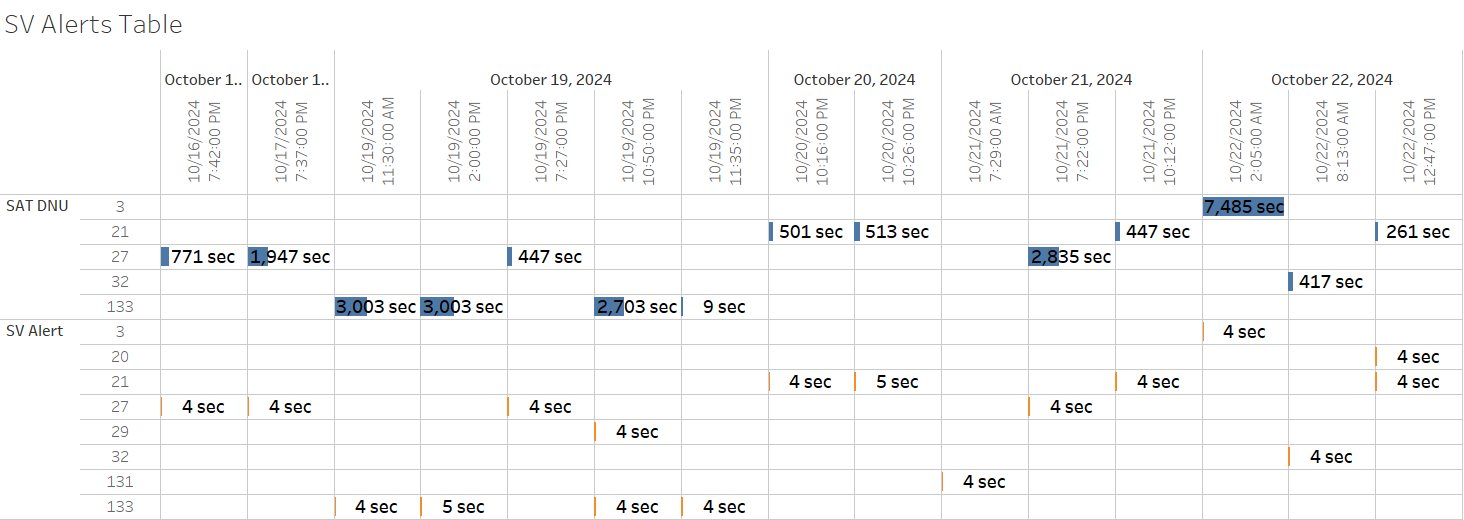 SV Alerts Table
October 1.. October 1.. October 19, 2024 October 20, 2024 October 21, 2024 October 22, 2024
10/16/2024 7:42:00 PM
10/17/2024 7:37:00 PM
10/19/2024 11:30:00 AM
10/19/2024 2:00:00 PM
10/19/2024 7:27:00 PM
10/19/2024 10:50:00 PM
10/19/2024 11:35:00 PM
10/20/2024 10:16:00 PM
10/20/2024 10:26:00 PM
10/21/2024 7:29:00 AM
10/21/2024 7:22:00 PM
10/21/2024 10:12:00 PM
10/22/2024 2:05:00 AM
10/22/2024 8:13:00 AM
10/22/2024 12:47:00 PM
SAT DNU 3 7,485 sec
21 501 sec 513 sec 447 sec 261 sec
27 771 sec 1,947 sec 447 sec 2,835 sec
32 417 sec
133 3,003 sec 3,003 sec 2,703 sec 9 sec
SV Alert 3 4 sec
20 4 sec
21 4 sec 5 sec 4 sec 4 sec
27 4 sec 4 sec 4 sec 4 sec
29 4 sec
32 4 sec
131 4 sec
133 4 sec 5 sec 4 sec 4 sec